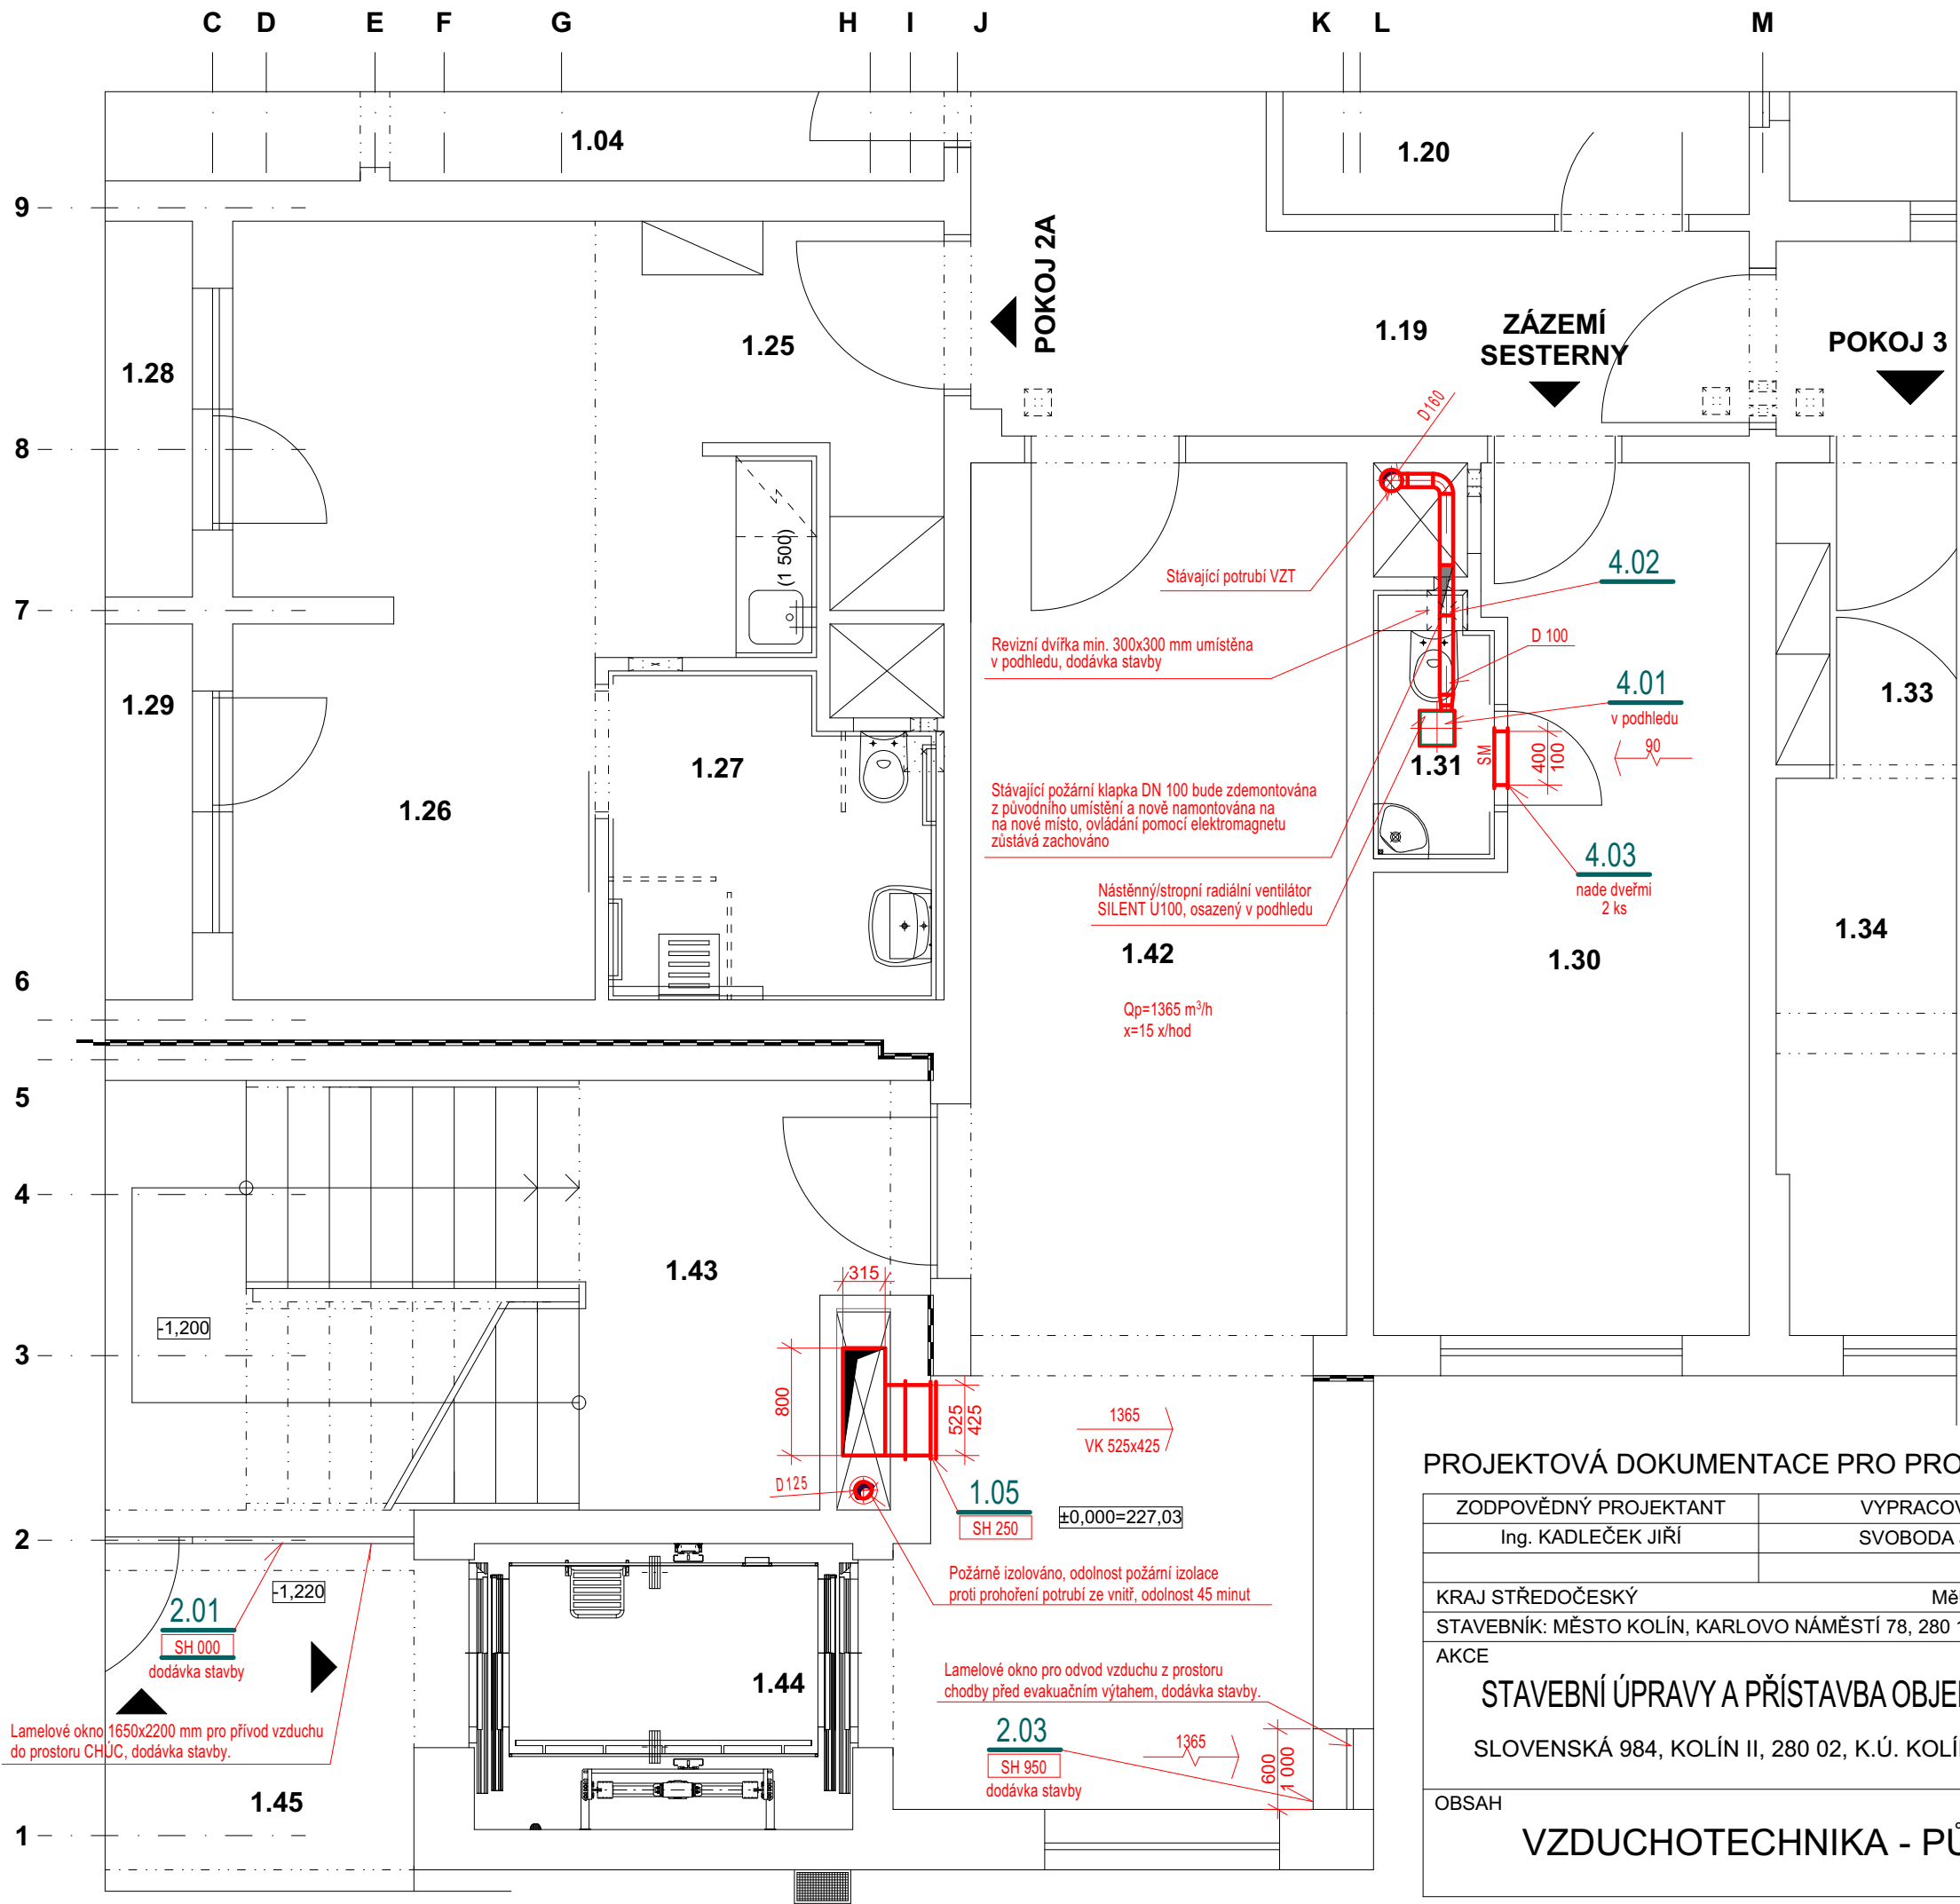 C D E F G H I J K L M
1.04
1.20
9
POKOJ 2A
1.28
1.25
1.19
ZÁZEMÍ
SESTERNY
POKOJ 3
8
D160
(1 500)
Stávající potrubí VZT
4.02
7
Revizní dvířka min. 300x300 mm umístěna
v podhledu, dodávka stavby
D 100
1.29
4.01
v podhledu
1.33
1.27
1.31
SM
400
100
90
1.26
Stávající požární klapka DN 100 bude zdemontována
z původního umístění a nově namontována na
na nové místo, ovládání pomocí elektromagnetu
zůstává zachováno
4.03
nade dveřmi
2 ks
Nástěnný/stropní radiální ventilátor
SILENT U100, osazený v podhledu
1.34
1.42
1.30
6
Qp=1365 m³/h
x=15 x/hod
5
4
1.43
315
-1,200
3
800
525
425
1365
VK 525x425
D125
1.05
SH 250
±0,000=227,03
2
Požárně izolováno, odolnost požární izolace
proti prohoření potrubí ze vnitř, odolnost 45 minut
-1,220
2.01
SH 000
dodávka stavby
1.44
Lamelové okno pro odvod vzduchu z prostoru
chodby před evakuačním výtahem, dodávka stavby.
Lamelové okno 1650x2200 mm pro přívod vzduchu
do prostoru CHÚC, dodávka stavby.
2.03
SH 950
dodávka stavby
1365
600
1 000
1.45
1
PROJEKTOVÁ DOKUMENTACE PRO PRO
ZODPOVĚDNÝ PROJEKTANT VYPRACOV
Ing. KADLEČEK JIŘÍ SVOBODA
KRAJ STŘEDOČESKÝ Mě
STAVEBNÍK: MĚSTO KOLÍN, KARLOVO NÁMĚSTÍ 78, 280 1
AKCE
STAVEBNÍ ÚPRAVY A PŘÍSTAVBA OBJE
SLOVENSKÁ 984, KOLÍN II, 280 02, K.Ú. KOLÍ
OBSAH
VZDUCHOTECHNIKA - PŮ